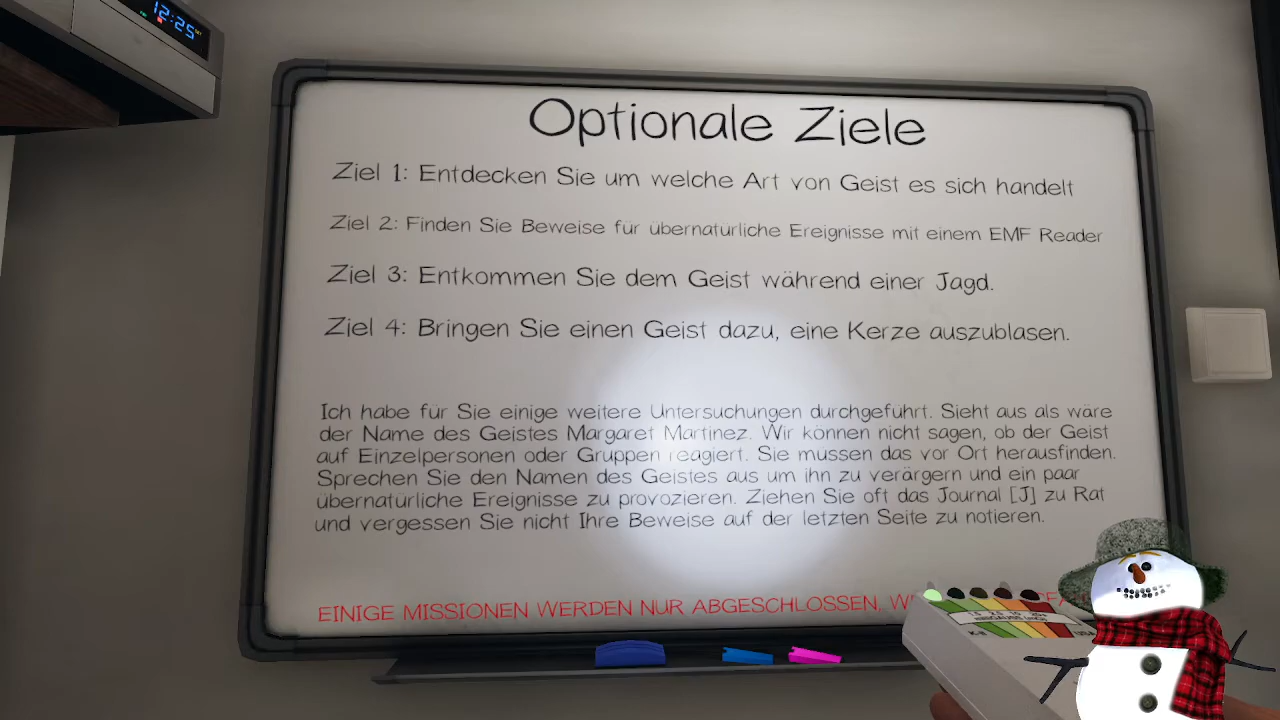 12:25
Optionale Ziele
Ziel 1: Entdecken Sie um welche Art von Geist es sich handelt
Ziel 2: Finden Sie Beweise für übernatürliche Ereignisse mit einem EMF Reader
Ziel 3: Entkommen Sie dem Geist während einer Jagd.
Ziel 4: Bringen Sie einen Geist dazu, eine Kerze auszublasen.
Ich habe für Sie einige weitere Untersuchungen durchgeführt. Sieht aus als wäre
der Name des Geistes Margaret Martinez. Wir können nicht sagen, ob der Geist
auf Einzelpersonen oder Gruppen reagiert. Sie müssen das vor Ort herausfinden.
Sprechen Sie den Namen des Geistes aus um ihn zu verärgern und ein paar
übernatürliche Ereignisse zu provozieren. Ziehen Sie oft das Journal [J] zu Rat
und vergessen Sie nicht Ihre Beweise auf der letzten Seite zu notieren.
EINIGE MISSIONEN WERDEN NUR ABGESCHLOSSEN,
K-II
USA